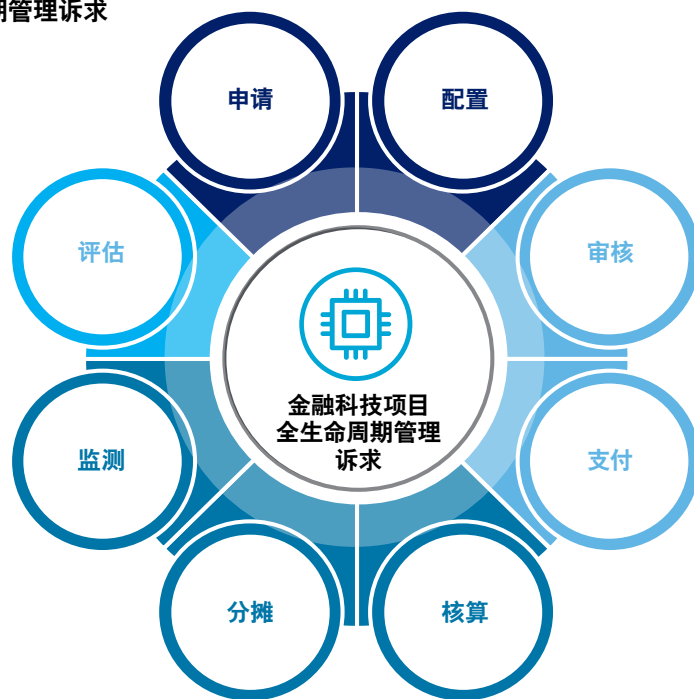 期管理诉求
申请
配置
评估
审核
金融科技项目
全生命周期管理
诉求
监测
支付
分摊
核算